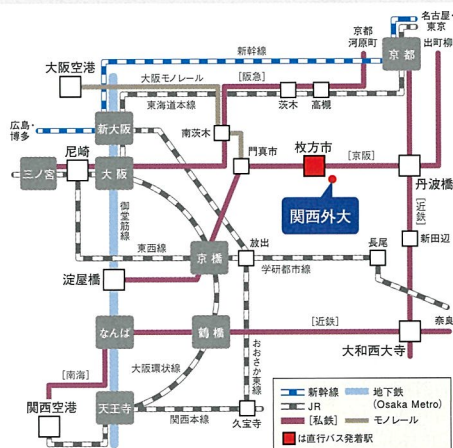 名古屋・
東京
京都
河原町
出町柳
京都
新幹線
大阪空港
大阪モノレール
[阪急]
東海道本線
茨木
高槻
広島・
博多
新大阪
南茨木
尼崎
門真市
枚方市
[京阪]
三ノ宮
大阪
丹波橋
関西外大
御堂筋線
[近鉄]
東西線
京橋
放出
長尾
新田辺
学研都市線
淀屋橋
奈良
なんば
鶴橋
[近鉄]
大和西大寺
大阪環状線
おおさか東線
[南海]
関西空港
天王寺
関西本線
久宝寺
新幹線
地下鉄
(Osaka Metro)
JR
[私鉄]
モノレール
は直行バス発着駅